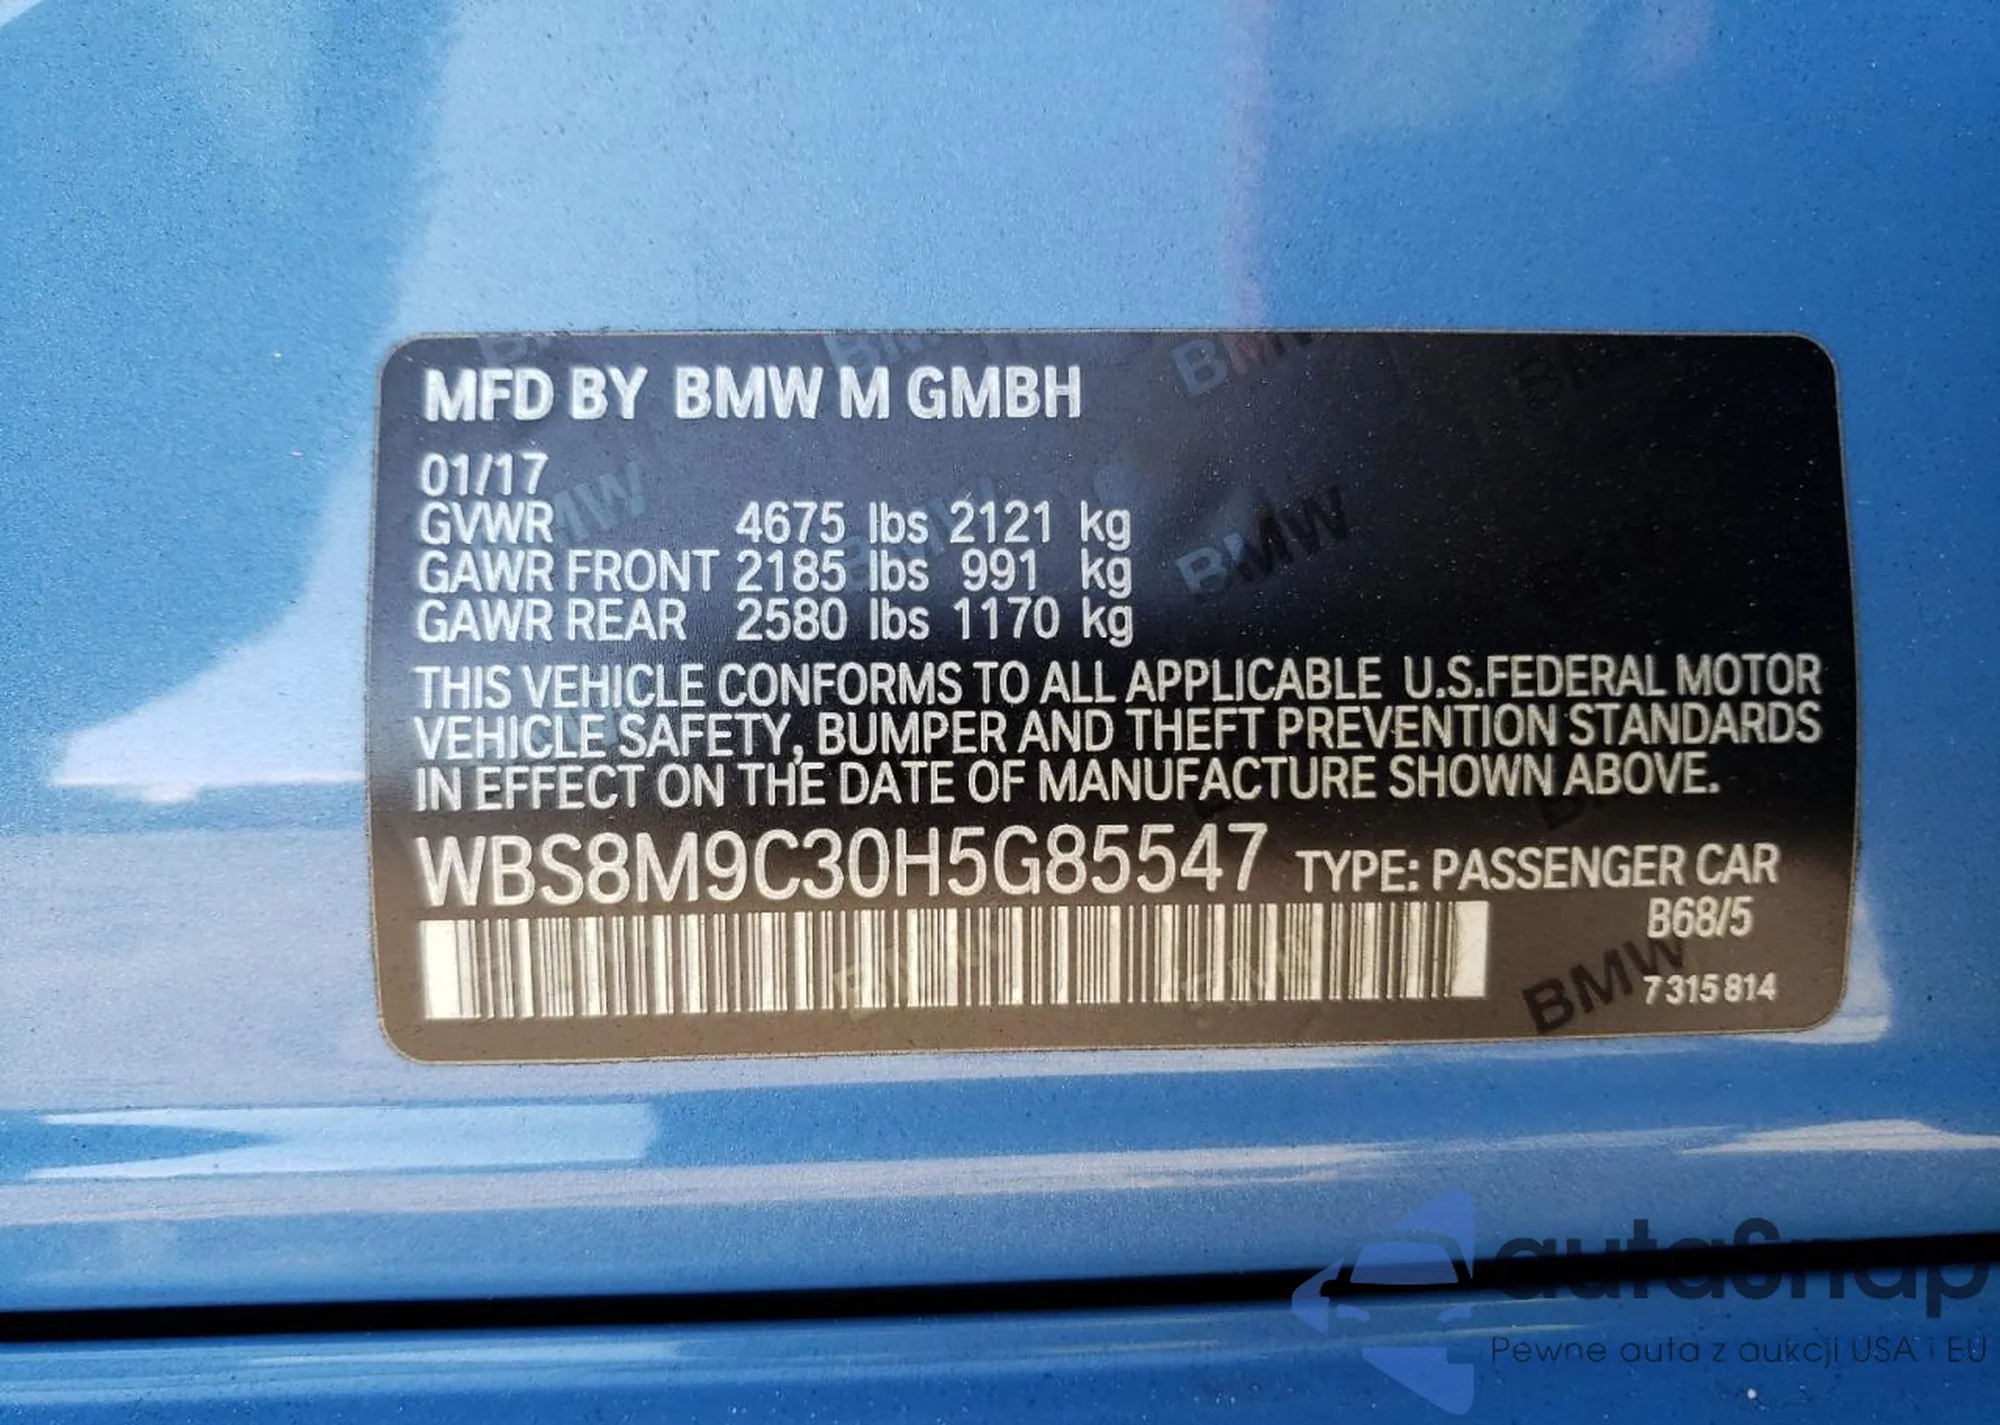 MFD BY BMW M GMBH
01/17
GVWR 4675 lbs 2121 kg
GAWR FRONT 2185 lbs 991 kg
GAWR REAR 2580 lbs 1170 kg
THIS VEHICLE CONFORMS TO ALL APPLICABLE U.S.FEDERAL MOTOR
VEHICLE SAFETY, BUMPER AND THEFT PREVENTION STANDARDS
IN EFFECT ON THE DATE OF MANUFACTURE SHOWN ABOVE.
WBS8M9C30H5G85547 TYPE: PASSENGER CAR
B68/5
7315814
BMW
autaSnap
Pewne auta z aukcji USA i EU